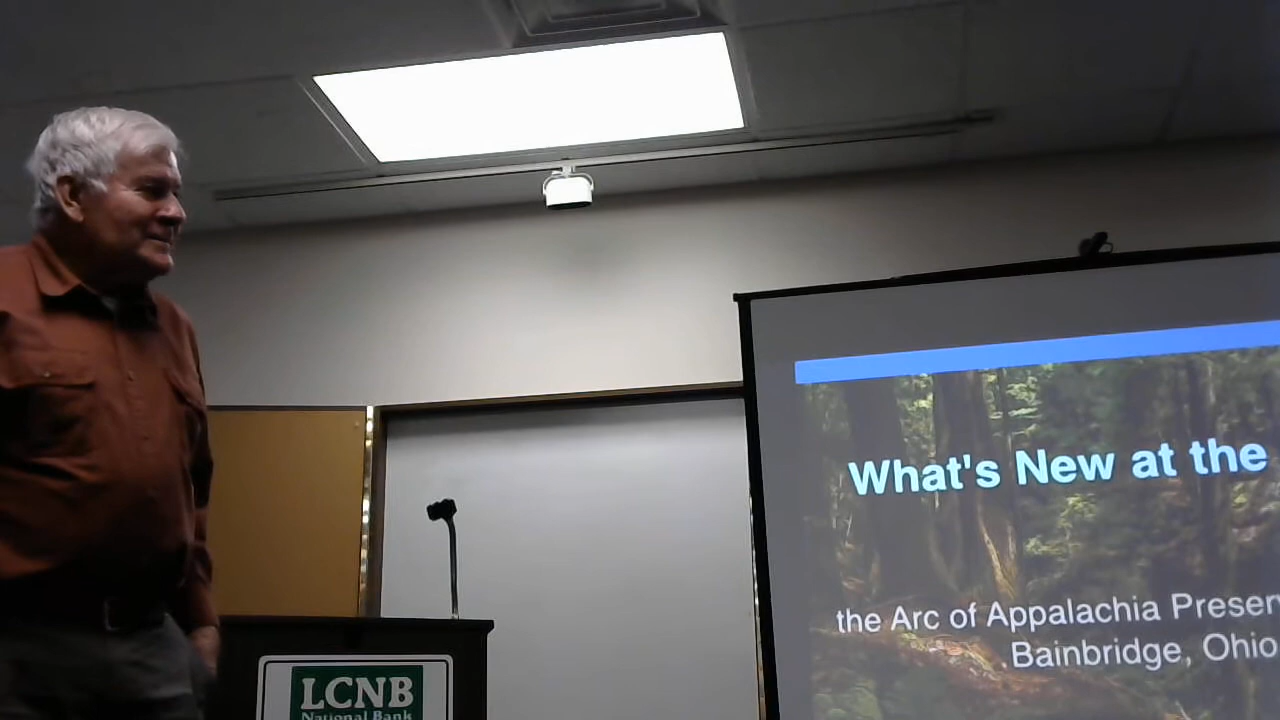 What's New at the
the Arc of Appalachia Presen
Bainbridge, Ohio
LCNB
National Bank